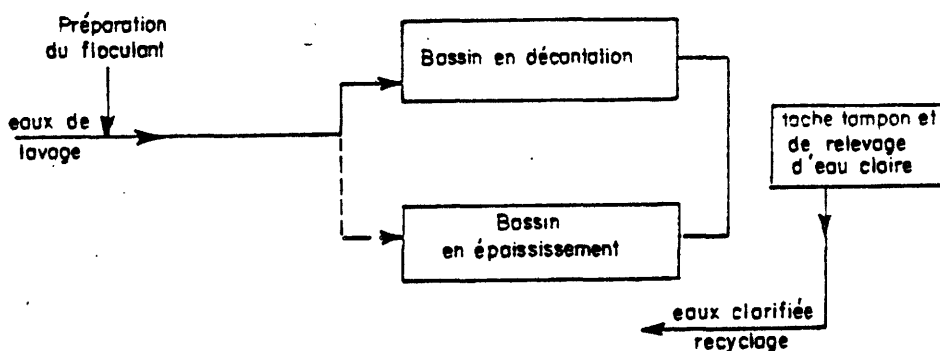 Préparation
du floculant
eaux de
lavage
Bassin en décantation
Bassin
en épaississement
tache tampon et
de relevage
d'eau claire
eaux clarifiée
recyclage